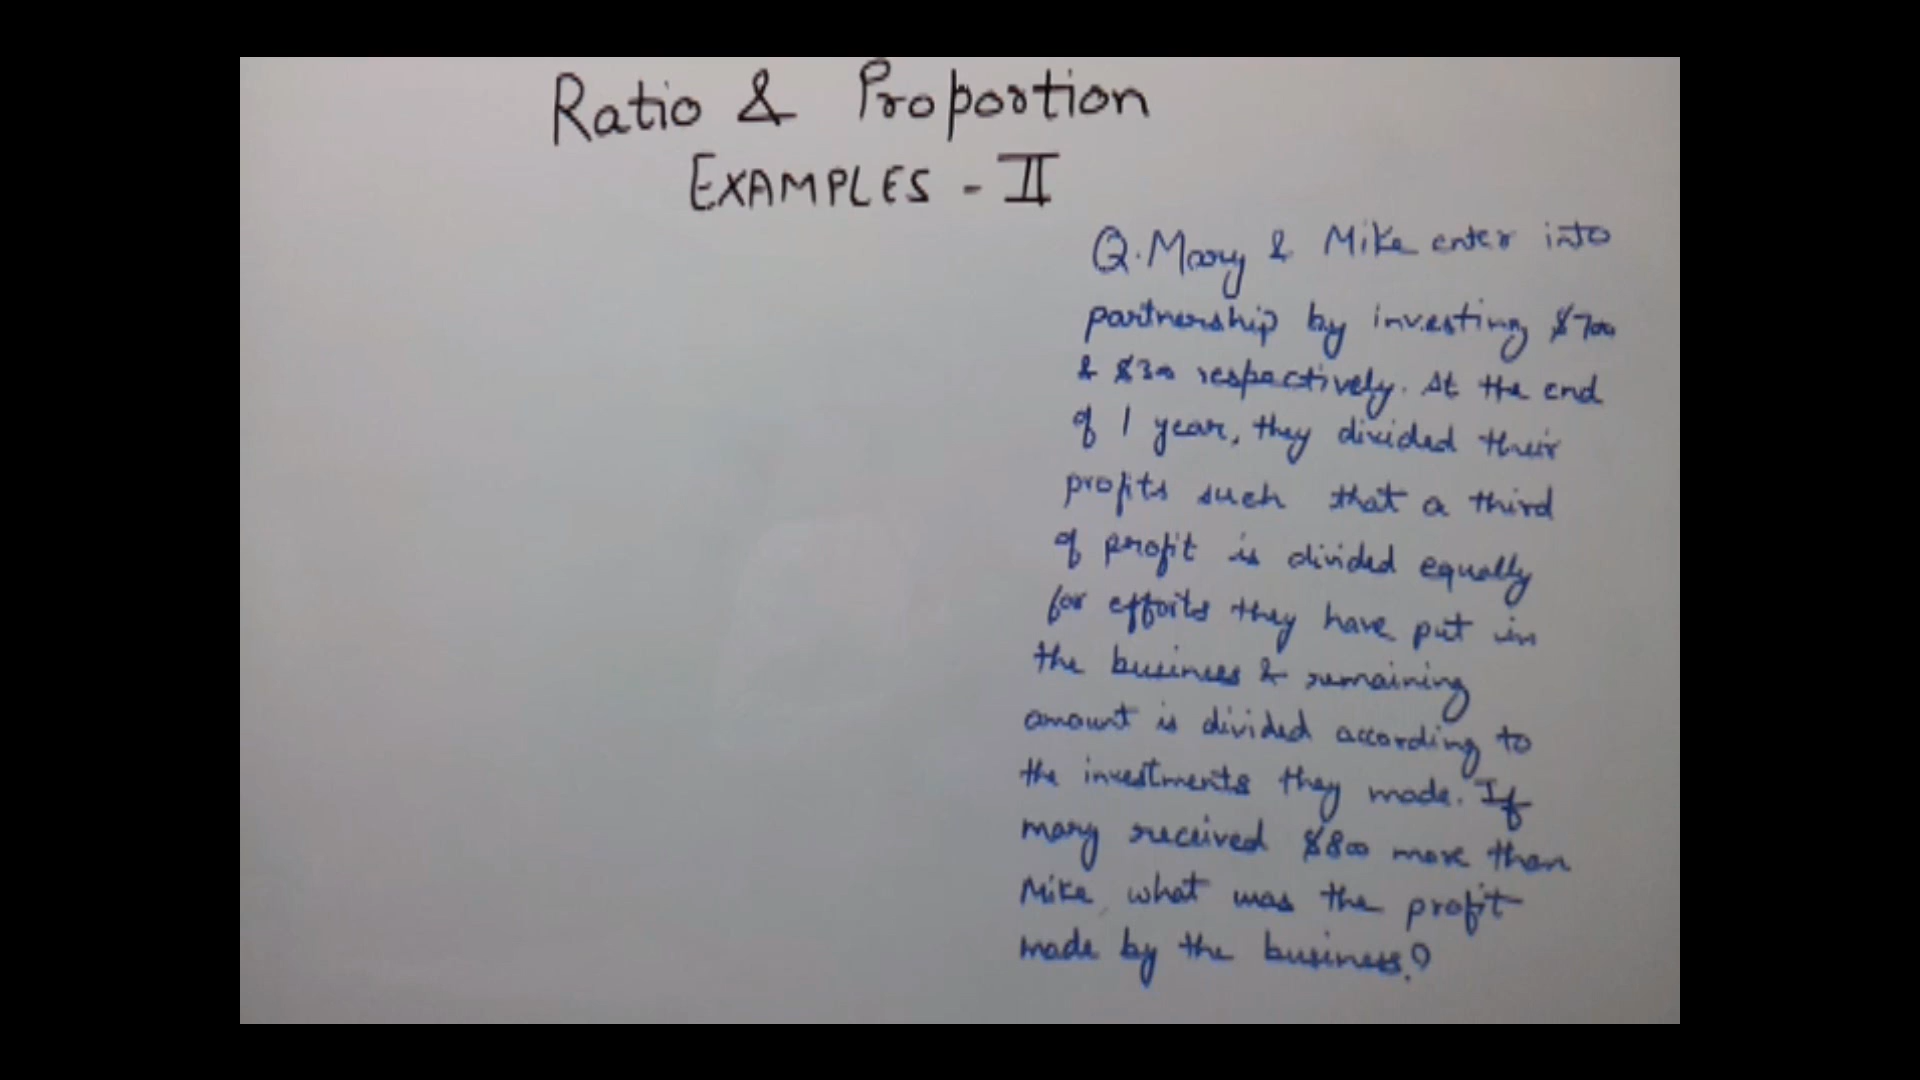 Ratio & Proportion
EXAMPLES - II
Q. Mary & Mike enter into
partnership by investing $700
& $300 respectively. At the end
of 1 year, they divided their
profits such that a third
of profit is divided equally
for efforts they have put in
the business & remaining
amount is divided according to
the investments they made. If
mary received $800 more than
Mike, what was the profit
made by the business?